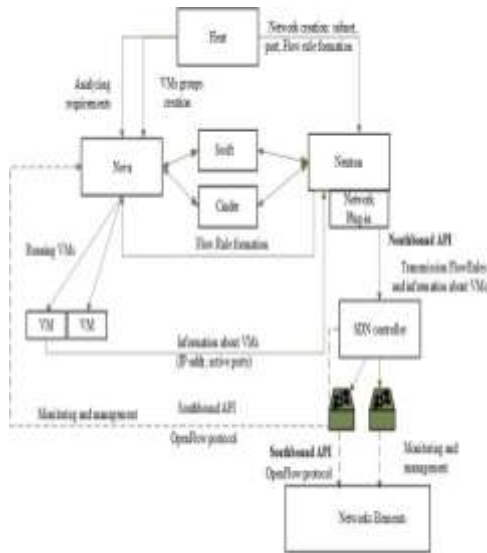 Heat
Network creation: subnet,
port, Flow rule formation
Analyzing
requirements
VMs groups
creation
Nova
Swift
Cinder
Neutron
Network
Plug-in
Flow Rule formation
Southbound API
Running VMs
Transmission FlowRules
and information about VMs
VM
VM
SDN controller
Information about VMs
(IP-addr, active ports)
Monitoring and management
Southbound API
OpenFlow protocol
Southbound API
OpenFlow protocol
Monitoring and
management
Networks Elements